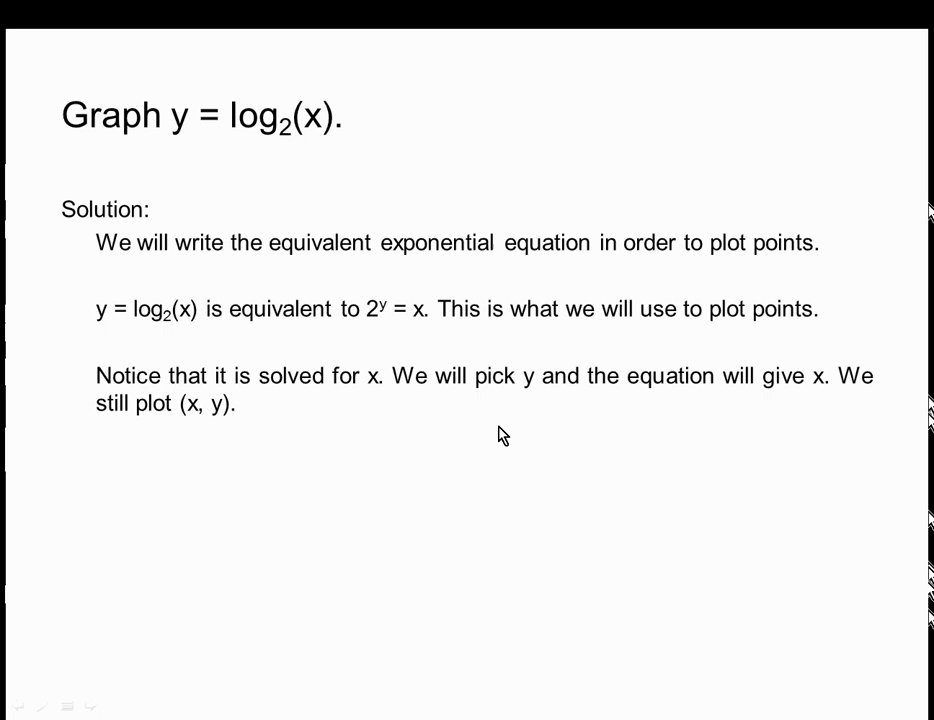 Graph y = log₂(x).
Solution:
We will write the equivalent exponential equation in order to plot points.
y = log₂(x) is equivalent to 2ʸ = x. This is what we will use to plot points.
Notice that it is solved for x. We will pick y and the equation will give x. We
still plot (x, y).